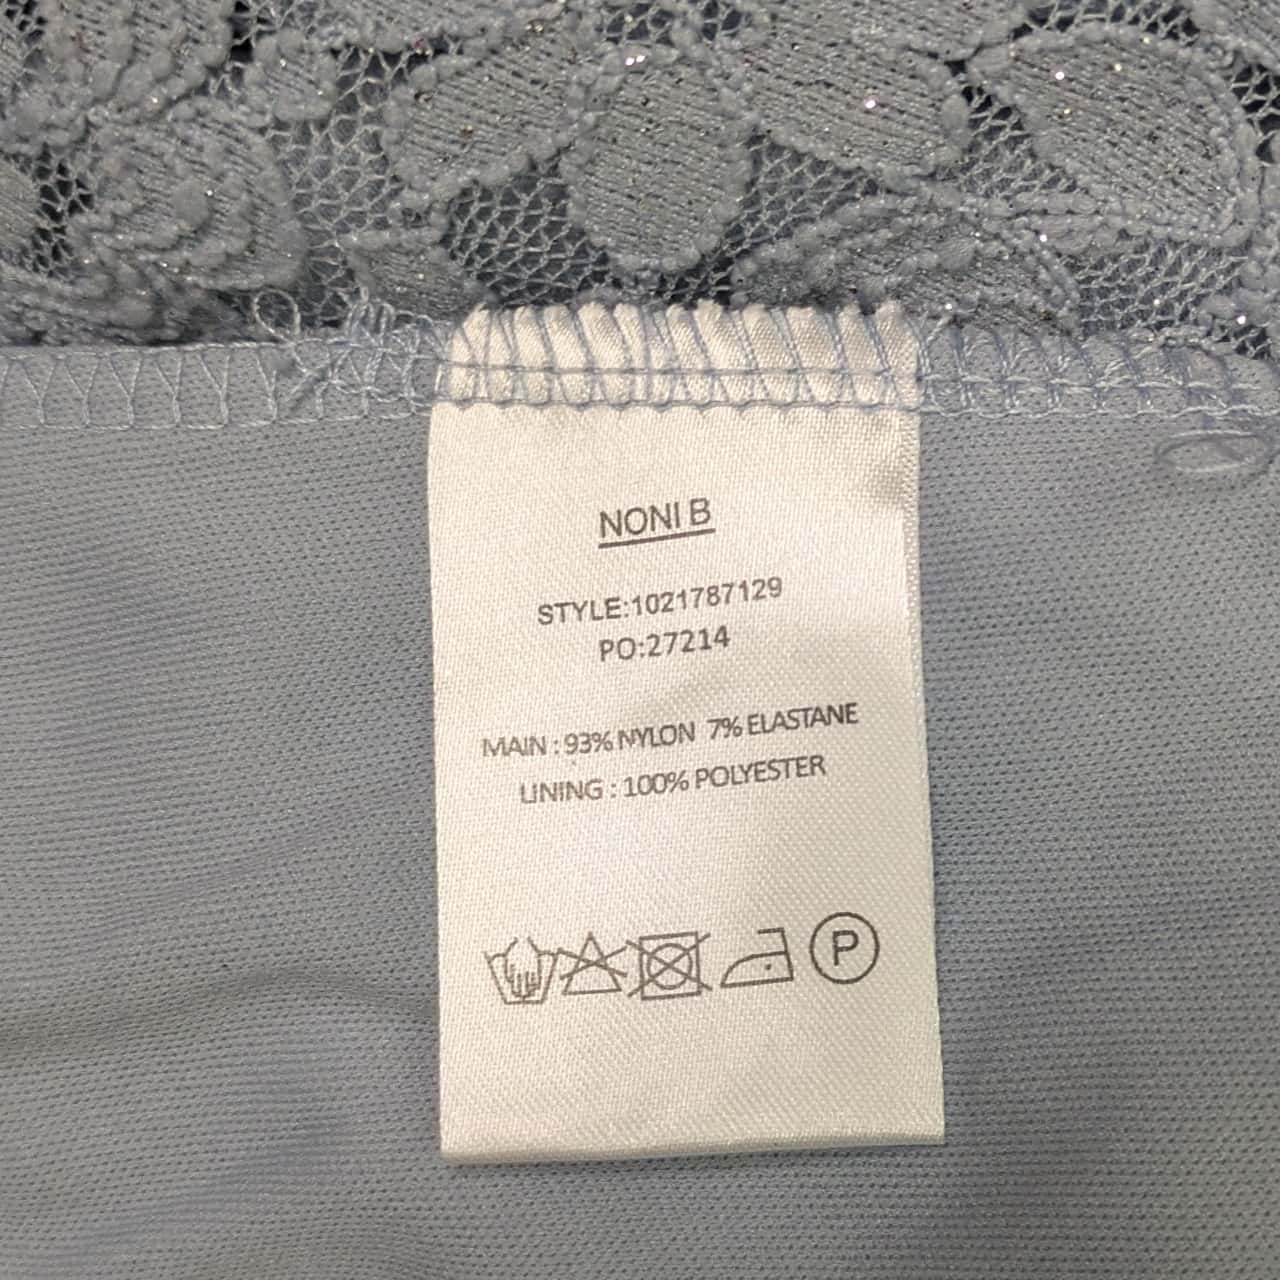 NONI B
STYLE:1021787129
PO:27214
MAIN : 93% NYLON 7% ELASTANE
LINING : 100% POLYESTER
P